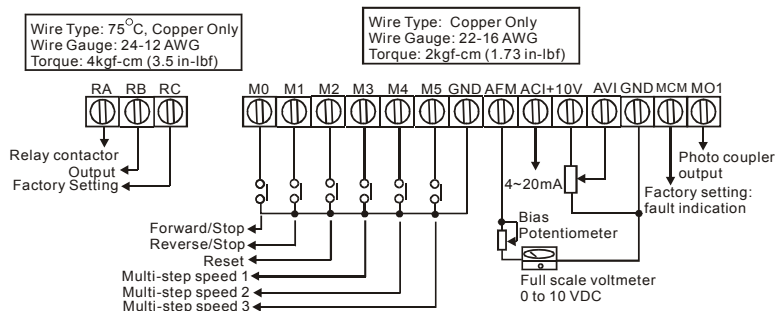 Wire Type: 75°C, Copper Only
Wire Gauge: 24-12 AWG
Torque: 4kgf-cm (3.5 in-lbf)
Wire Type: Copper Only
Wire Gauge: 22-16 AWG
Torque: 2kgf-cm (1.73 in-lbf)
RA RB RC
M0 M1 M2 M3 M4 M5 GND AFM ACI +10V AVI GND MCM MO1
Relay contactor
Output
Factory Setting
4~20mA
Photo coupler
output
Factory setting:
fault indication
Bias
Potentiometer
Forward/Stop
Reverse/Stop
Reset
Multi-step speed 1
Multi-step speed 2
Multi-step speed 3
Full scale voltmeter
0 to 10 VDC